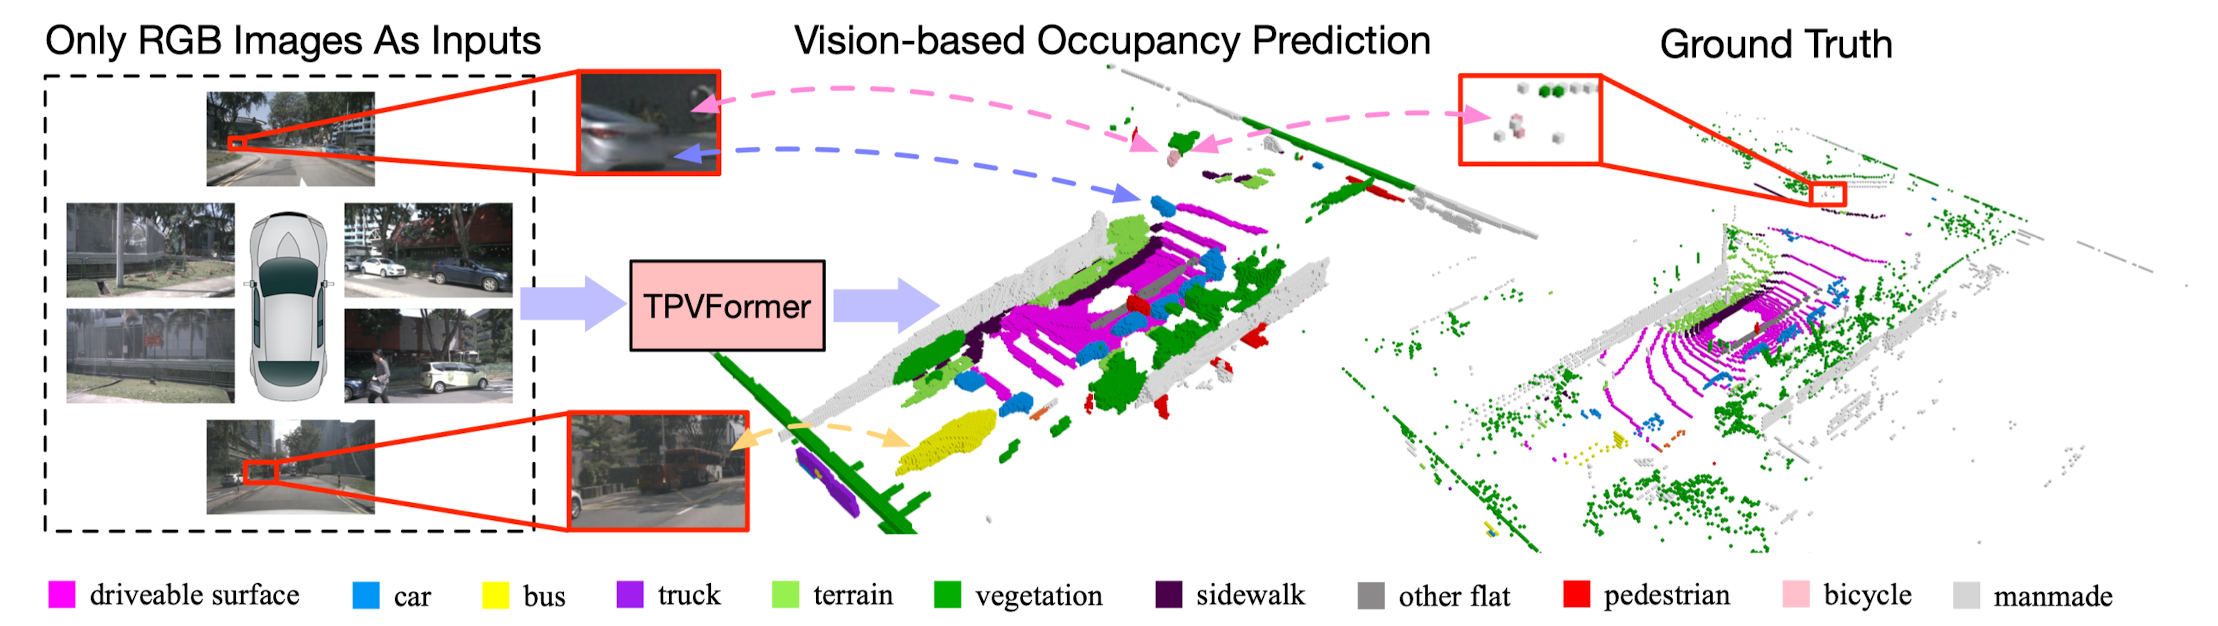 Only RGB Images As Inputs
Vision-based Occupancy Prediction
Ground Truth
TPVFormer
driveable surface
car
bus
truck
terrain
vegetation
sidewalk
other flat
pedestrian
bicycle
manmade